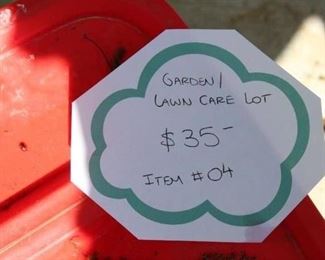 GARDEN/
LAWN CARE LOT
$35-
ITEM #04